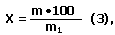 X = m•100 / m₁ (3),